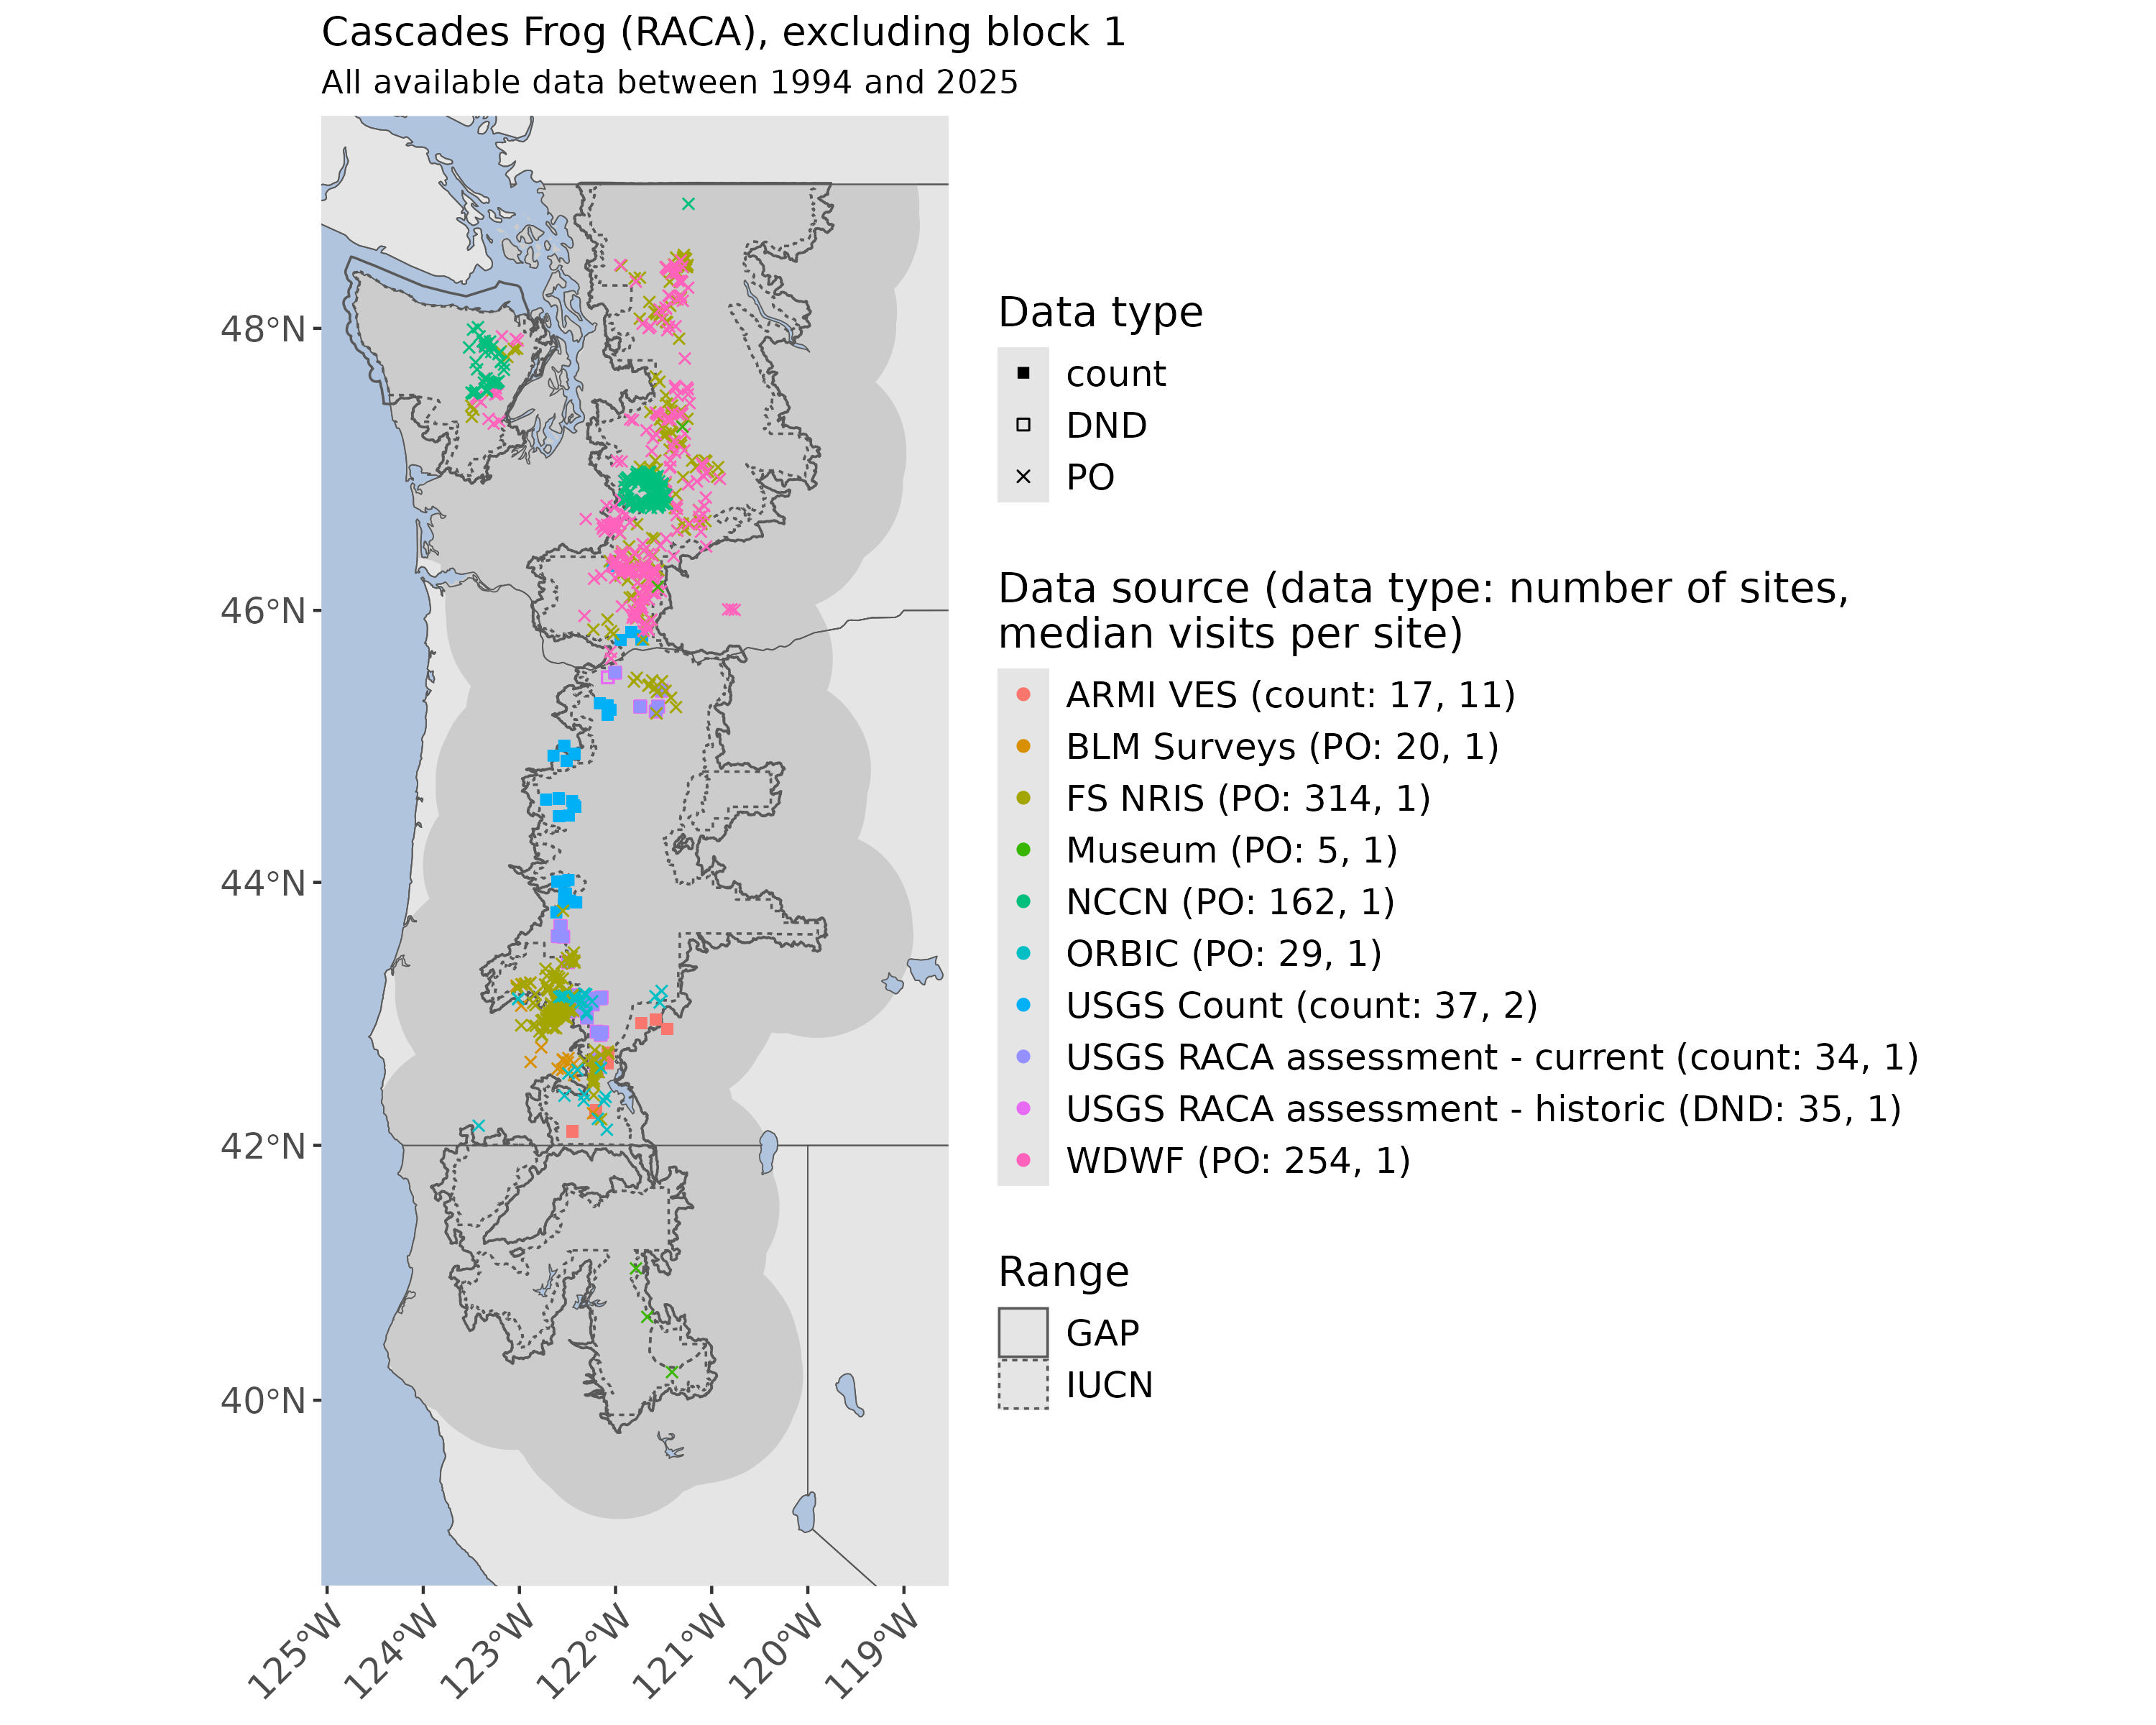 Cascades Frog (RACA), excluding block 1
All available data between 1994 and 2025
48°N
46°N
44°N
42°N
40°N
125°W
124°W
123°W
122°W
121°W
120°W
119°W
Data type
count
DND
PO
Data source (data type: number of sites,
median visits per site)
ARMI VES (count: 17, 11)
BLM Surveys (PO: 20, 1)
FS NRIS (PO: 314, 1)
Museum (PO: 5, 1)
NCCN (PO: 162, 1)
ORBIC (PO: 29, 1)
USGS Count (count: 37, 2)
USGS RACA assessment - current (count: 34, 1)
USGS RACA assessment - historic (DND: 35, 1)
WDWF (PO: 254, 1)
Range
GAP
IUCN